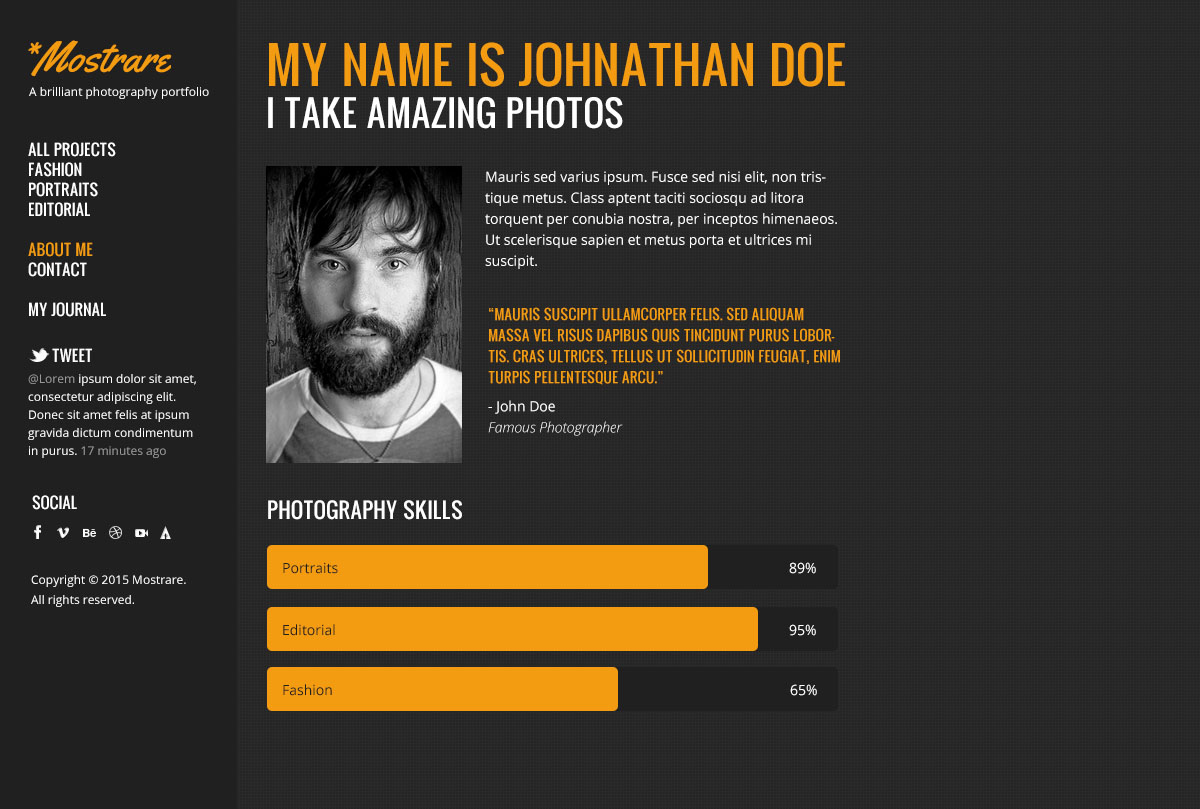 *Mostrare
A brilliant photography portfolio
ALL PROJECTS
FASHION
PORTRAITS
EDITORIAL
ABOUT ME
CONTACT
MY JOURNAL
TWEET
@Lorem ipsum dolor sit amet,
consectetur adipiscing elit.
Donec sit amet felis at ipsum
gravida dictum condimentum
in purus. 17 minutes ago
SOCIAL
Bē
Copyright © 2015 Mostrare.
All rights reserved.
MY NAME IS JOHNATHAN DOE
I TAKE AMAZING PHOTOS
Mauris sed varius ipsum. Fusce sed nisi elit, non tris-
tique metus. Class aptent taciti sociosqu ad litora
torquent per conubia nostra, per inceptos himenaeos.
Ut scelerisque sapien et metus porta et ultrices mi
suscipit.
“MAURIS SUSCIPIT ULLAMCORPER FELIS. SED ALIQUAM
MASSA VEL RISUS DAPIBUS QUIS TINCIDUNT PURUS LOBOR-
TIS. CRAS ULTRICES, TELLUS UT SOLLICITUDIN FEUGIAT, ENIM
TURPIS PELLENTESQUE ARCU.”
- John Doe
Famous Photographer
PHOTOGRAPHY SKILLS
Portraits 89%
Editorial 95%
Fashion 65%